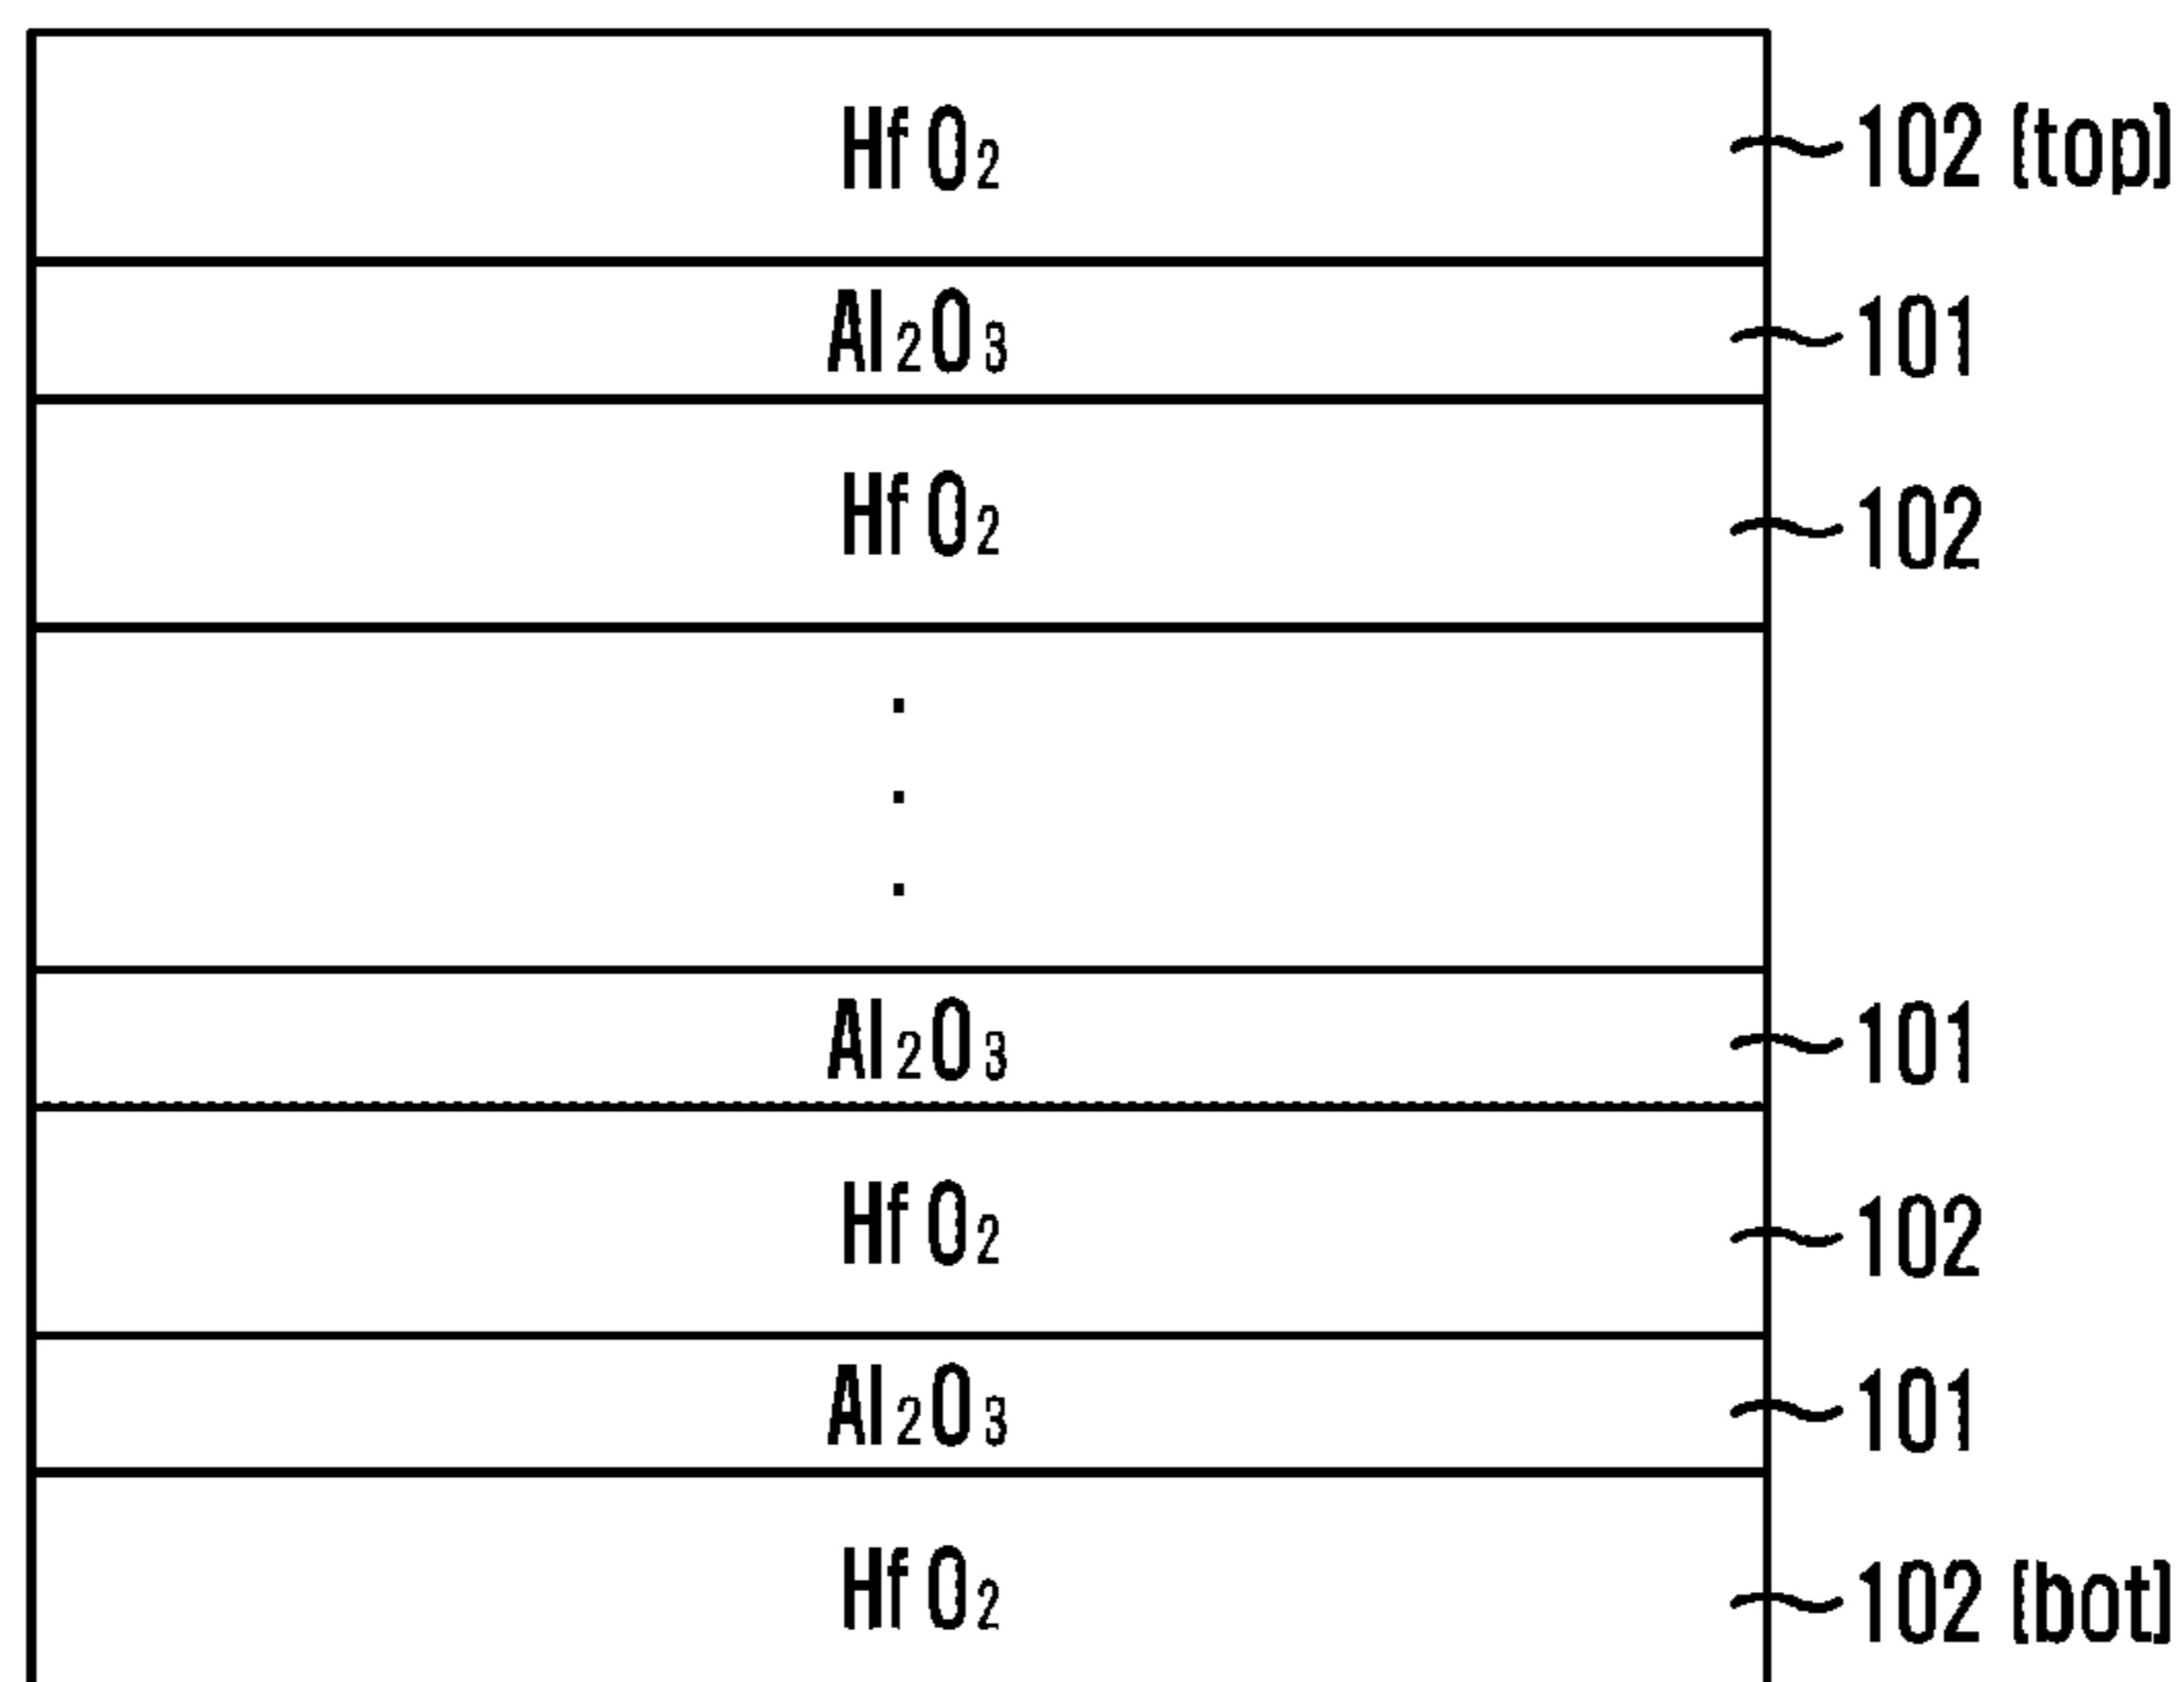 HfO₂ 102 (top)
Al₂O₃ 101
HfO₂ 102
.
.
.
Al₂O₃ 101
HfO₂ 102
Al₂O₃ 101
HfO₂ 102 (bot)